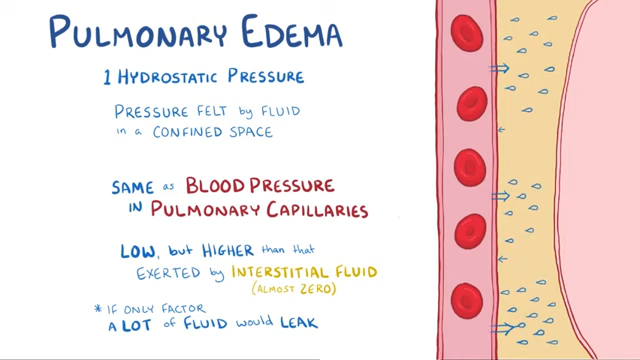 PULMONARY EDEMA
1 HYDROSTATIC PRESSURE
PRESSURE FELT BY FLUID
in a CONFINED SPACE
SAME as BLOOD PRESSURE
IN PULMONARY CAPILLARIES
LOW, but HIGHER than that
EXERTED by INTERSTITIAL FLUID
(ALMOST ZERO)
* IF ONLY FACTOR
A LOT of FLUID would LEAK